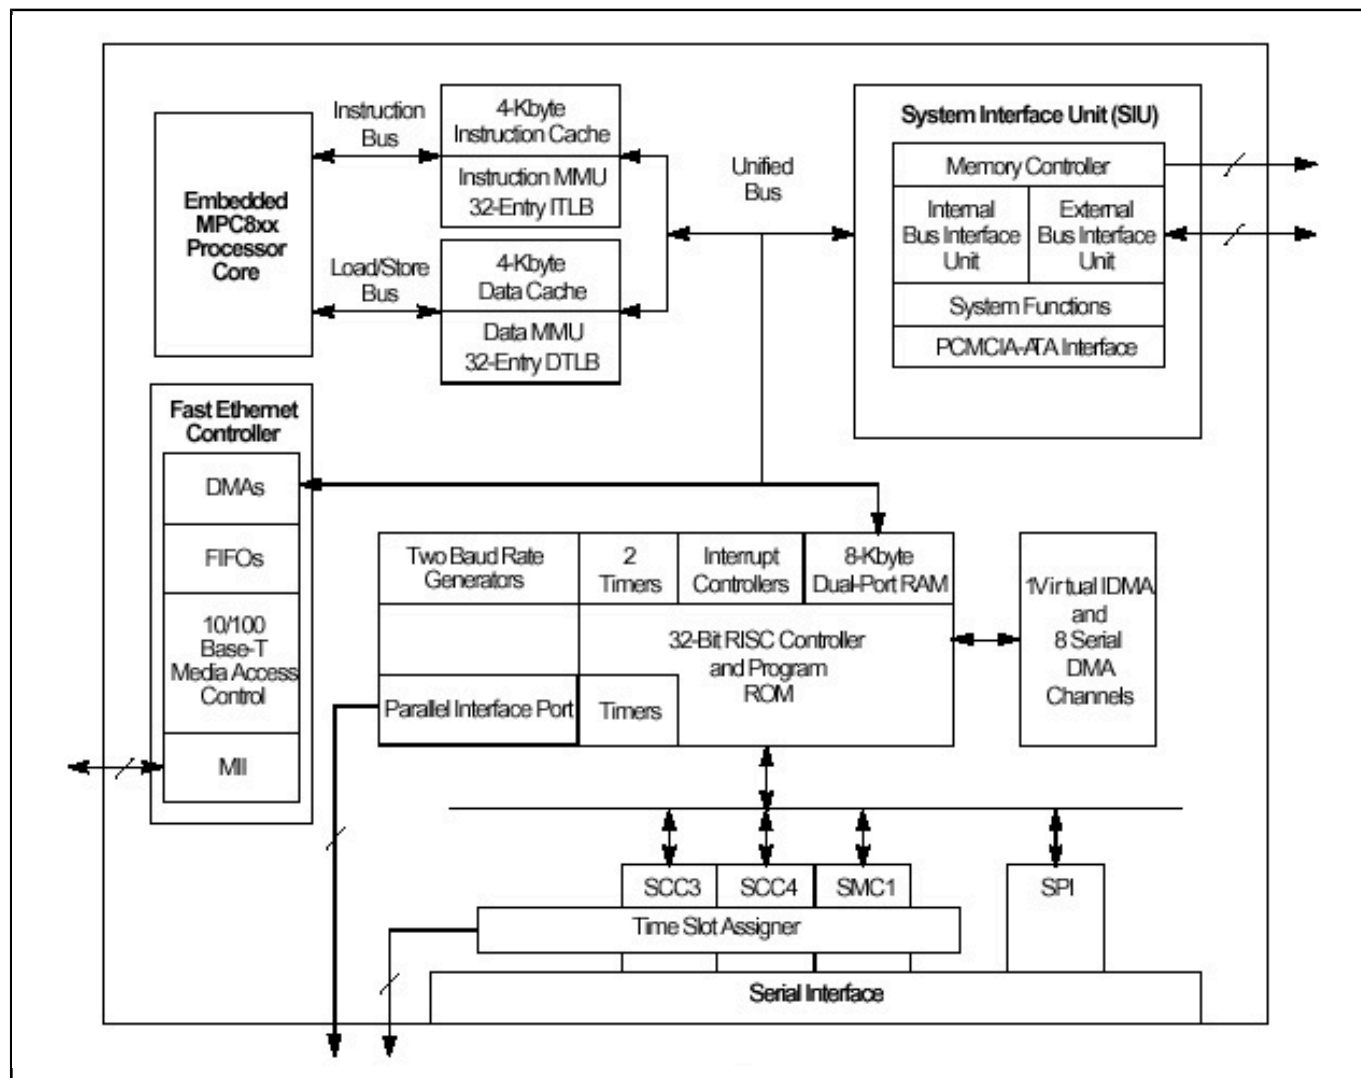 Instruction
Bus
4-Kbyte
Instruction Cache
Instruction MMU
32-Entry ITLB
Embedded
MPC8xx
Processor
Core
Load/Store
Bus
4-Kbyte
Data Cache
Data MMU
32-Entry DTLB
Unified
Bus
System Interface Unit (SIU)
Memory Controller
Internal
Bus Interface
Unit
External
Bus Interface
Unit
System Functions
PCMCIA-ATA Interface
Fast Ethernet
Controller
DMAs
FIFOs
10/100
Base-T
Media Access
Control
MII
Two Baud Rate
Generators
2
Timers
Interrupt
Controllers
8-Kbyte
Dual-Port RAM
32-Bit RISC Controller
and Program
ROM
Parallel Interface Port
Timers
1Virtual IDMA
and
8 Serial
DMA
Channels
SCC3
SCC4
SMC1
SPI
Time Slot Assigner
Serial Interface